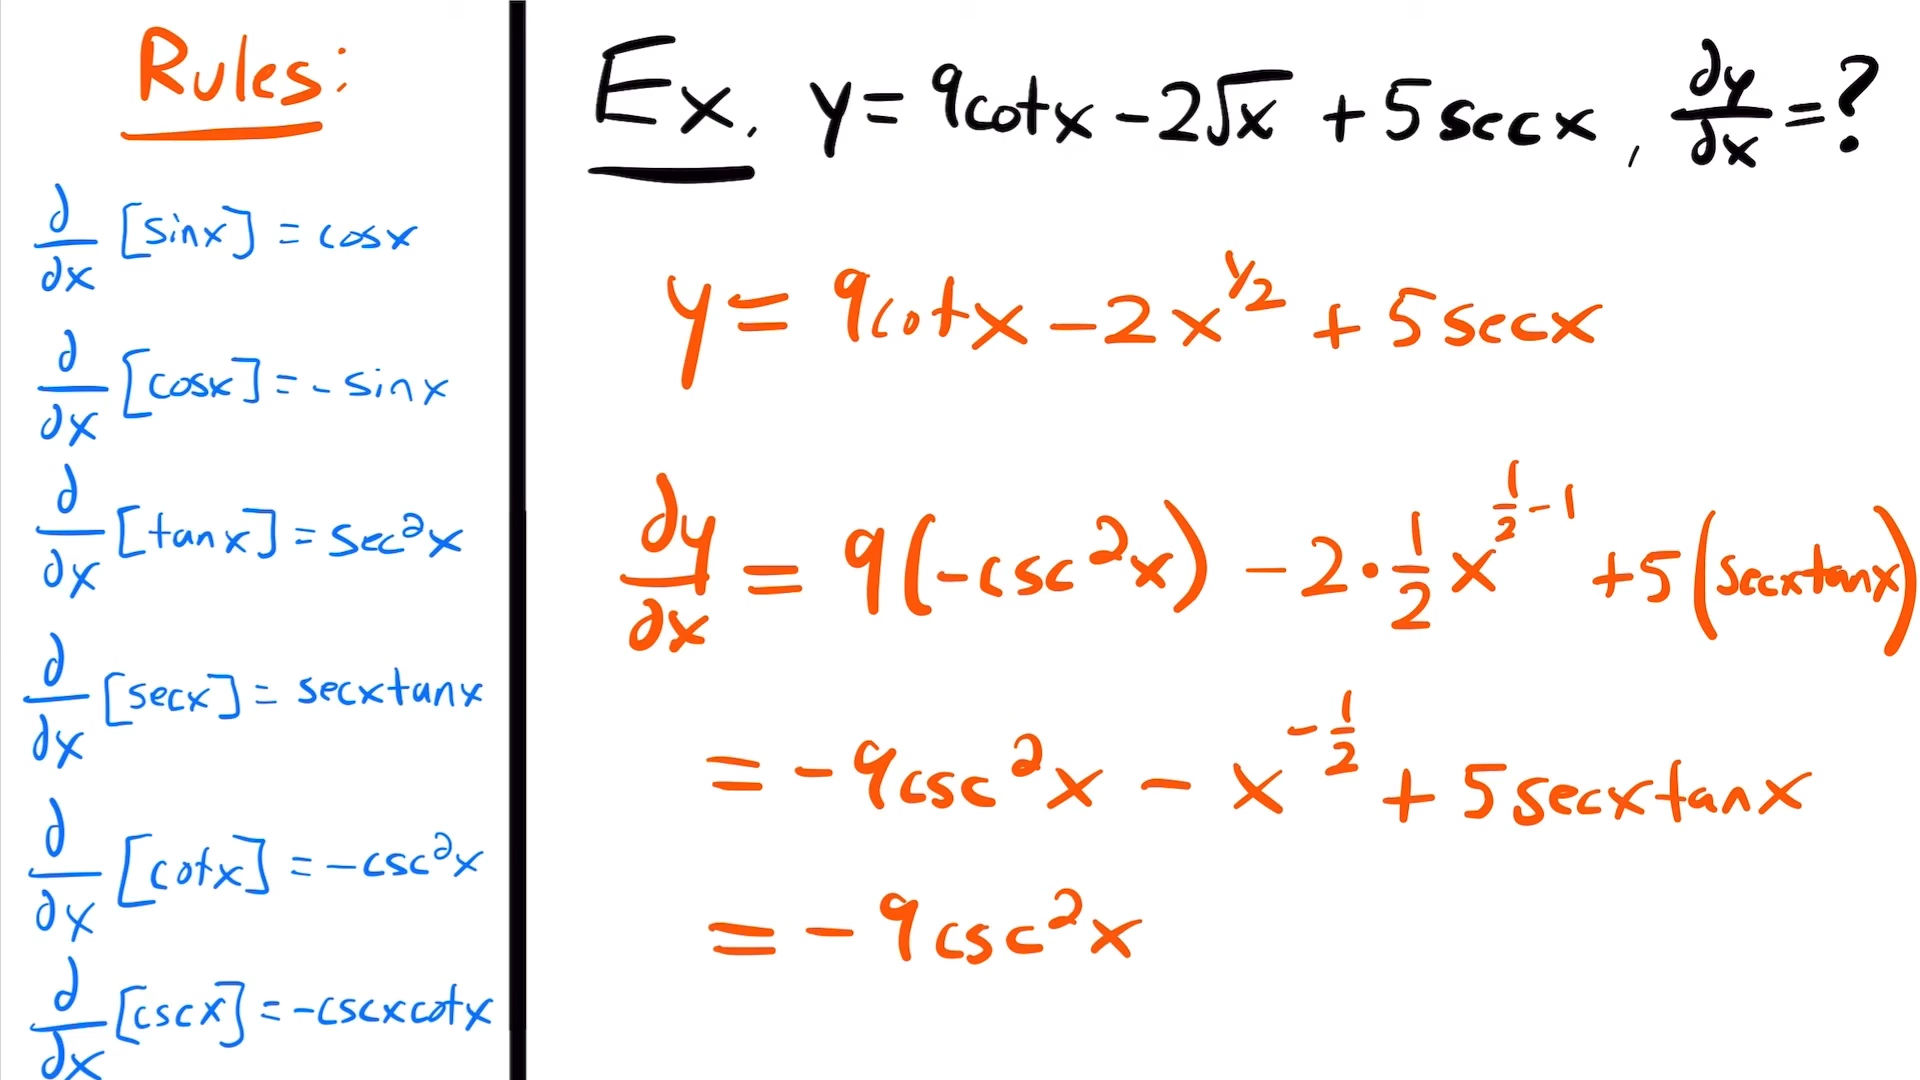 Rules:
d/dx [sinx] = cosx
d/dx [cosx] = -sinx
d/dx [tanx] = sec²x
d/dx [secx] = secxtanx
d/dx [cotx] = -csc²x
d/dx [cscx] = -cscxcotx
Ex. y = 9cotx - 2√x + 5secx, dy/dx = ?
y = 9cotx - 2x^(1/2) + 5secx
dy/dx = 9(-csc²x) - 2·1/2 x^(1/2 - 1) + 5(secxtanx)
= -9csc²x - x^(-1/2) + 5secxtanx
= -9csc²x